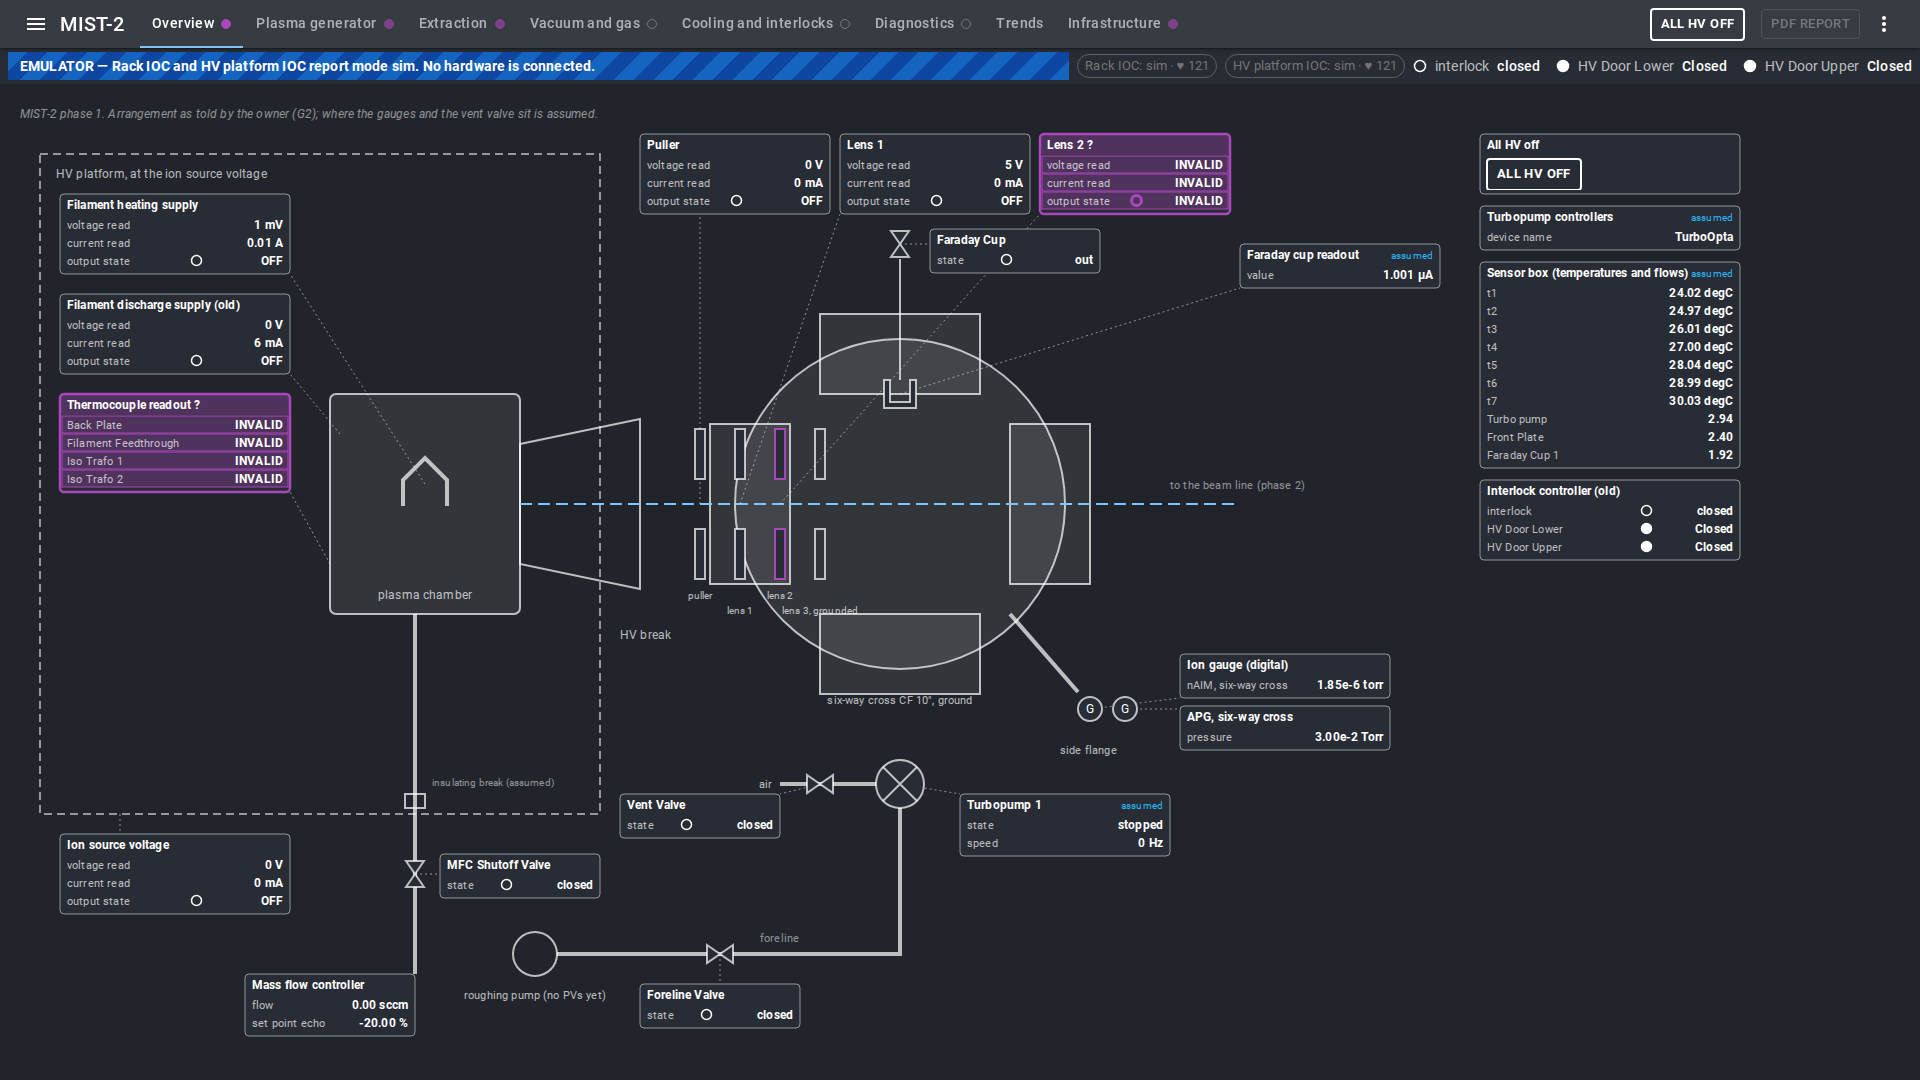 MIST-2 Overview Plasma generator Extraction Vacuum and gas Cooling and interlocks Diagnostics Trends Infrastructure ALL HV OFF PDF REPORT
EMULATOR — Rack IOC and HV platform IOC report mode sim. No hardware is connected. Rack IOC: sim · ♥ 121 HV platform IOC: sim · ♥ 121 interlock closed HV Door Lower Closed HV Door Upper Closed
MIST-2 phase 1. Arrangement as told by the owner (G2); where the gauges and the vent valve sit is assumed.
HV platform, at the ion source voltage
Filament heating supply
voltage read 1 mV
current read 0.01 A
output state OFF
Filament discharge supply (old)
voltage read 0 V
current read 6 mA
output state OFF
Thermocouple readout ?
Back Plate INVALID
Filament Feedthrough INVALID
Iso Trafo 1 INVALID
Iso Trafo 2 INVALID
plasma chamber
insulating break (assumed)
Ion source voltage
voltage read 0 V
current read 0 mA
output state OFF
MFC Shutoff Valve
state closed
Mass flow controller
flow 0.00 sccm
set point echo -20.00 %
Puller
voltage read 0 V
current read 0 mA
output state OFF
Lens 1
voltage read 5 V
current read 0 mA
output state OFF
Lens 2 ?
voltage read INVALID
current read INVALID
output state INVALID
Faraday Cup
state out
Faraday cup readout assumed
value 1.001 µA
to the beam line (phase 2)
puller
lens 1
lens 2
lens 3, grounded
HV break
six-way cross CF 10", ground
G G
side flange
Ion gauge (digital)
nAIM, six-way cross 1.85e-6 torr
APG, six-way cross
pressure 3.00e-2 Torr
air
Vent Valve
state closed
Turbopump 1 assumed
state stopped
speed 0 Hz
foreline
roughing pump (no PVs yet)
Foreline Valve
state closed
All HV off
ALL HV OFF
Turbopump controllers assumed
device name TurboOpta
Sensor box (temperatures and flows) assumed
t1 24.02 degC
t2 24.97 degC
t3 26.01 degC
t4 27.00 degC
t5 28.04 degC
t6 28.99 degC
t7 30.03 degC
Turbo pump 2.94
Front Plate 2.40
Faraday Cup 1 1.92
Interlock controller (old)
interlock closed
HV Door Lower Closed
HV Door Upper Closed